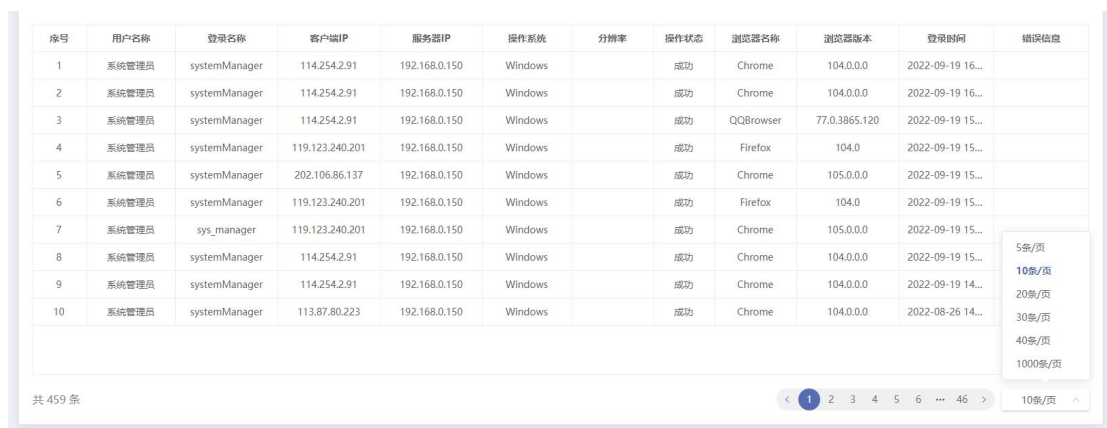 序号 用户名称 登录名称 客户端IP 服务器IP 操作系统 分辨率 操作状态 浏览器名称 浏览器版本 登录时间 错误信息
1 系统管理员 systemManager 114.254.2.91 192.168.0.150 Windows 成功 Chrome 104.0.0.0 2022-09-19 16...
2 系统管理员 systemManager 114.254.2.91 192.168.0.150 Windows 成功 Chrome 104.0.0.0 2022-09-19 16...
3 系统管理员 systemManager 114.254.2.91 192.168.0.150 Windows 成功 QQBrowser 77.0.3865.120 2022-09-19 15...
4 系统管理员 systemManager 119.123.240.201 192.168.0.150 Windows 成功 Firefox 104.0 2022-09-19 15...
5 系统管理员 systemManager 202.106.86.137 192.168.0.150 Windows 成功 Chrome 105.0.0.0 2022-09-19 15...
6 系统管理员 systemManager 119.123.240.201 192.168.0.150 Windows 成功 Firefox 104.0 2022-09-19 15...
7 系统管理员 sys_manager 119.123.240.201 192.168.0.150 Windows 成功 Chrome 105.0.0.0 2022-09-19 15...
8 系统管理员 systemManager 114.254.2.91 192.168.0.150 Windows 成功 Chrome 104.0.0.0 2022-09-19 15...
9 系统管理员 systemManager 114.254.2.91 192.168.0.150 Windows 成功 Chrome 104.0.0.0 2022-09-19 14...
10 系统管理员 systemManager 113.87.80.223 192.168.0.150 Windows 成功 Chrome 104.0.0.0 2022-08-26 14...
5条/页
10条/页
20条/页
30条/页
40条/页
1000条/页
共 459 条 < 1 2 3 4 5 6 ··· 46 > 10条/页